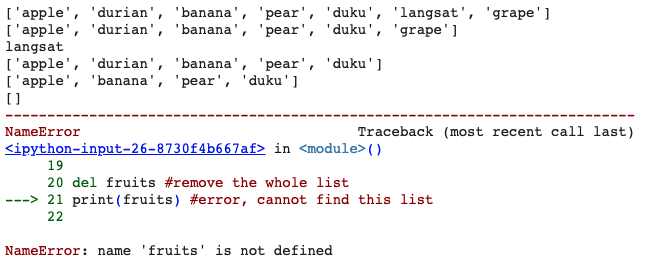 ['apple', 'durian', 'banana', 'pear', 'duku', 'langsat', 'grape']
['apple', 'durian', 'banana', 'pear', 'duku', 'grape']
langsat
['apple', 'durian', 'banana', 'pear', 'duku']
['apple', 'banana', 'pear', 'duku']
[]
---------------------------------------------------------------------------
NameError                                 Traceback (most recent call last)
<ipython-input-26-8730f4b667af> in <module>()
     19
     20 del fruits #remove the whole list
---> 21 print(fruits) #error, cannot find this list
     22
NameError: name 'fruits' is not defined